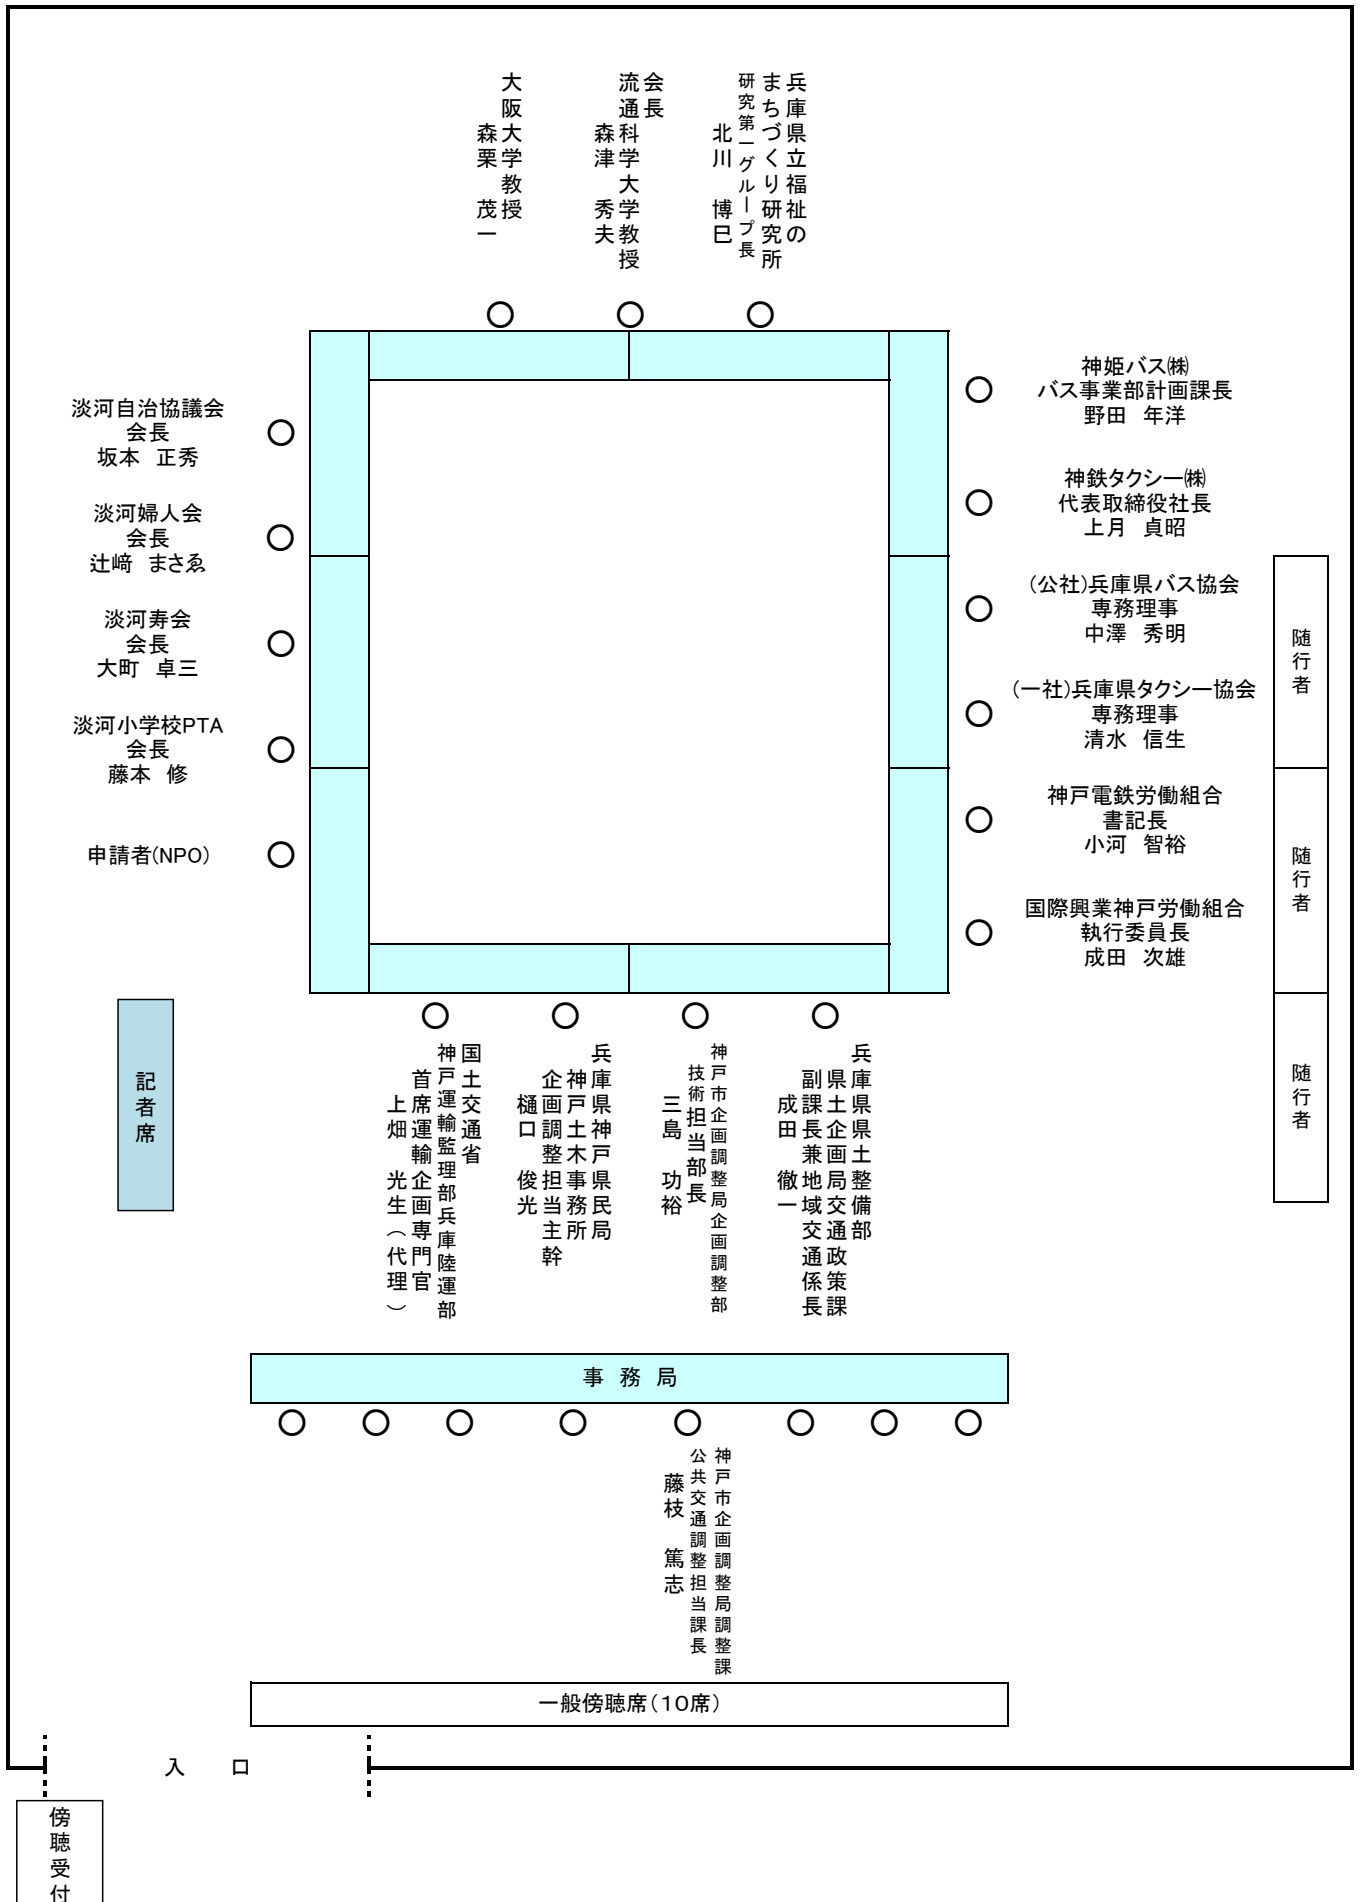 大阪大学教授
森栗　茂一
会長
流通科学大学教授
森津　秀夫
兵庫県立福祉の
まちづくり研究所
研究第一グループ長
北川　博巳
淡河自治協議会
会長
坂本　正秀
淡河婦人会
会長
辻﨑　まさゑ
淡河寿会
会長
大町　卓三
淡河小学校PTA
会長
藤本　修
申請者(NPO)
神姫バス㈱
バス事業部計画課長
野田　年洋
神鉄タクシー㈱
代表取締役社長
上月　貞昭
(公社)兵庫県バス協会
専務理事
中澤　秀明
(一社)兵庫県タクシー協会
専務理事
清水　信生
神戸電鉄労働組合
書記長
小河　智裕
国際興業神戸労働組合
執行委員長
成田　次雄
随行者
随行者
随行者
記者席
国土交通省
神戸運輸監理部兵庫陸運部
首席運輸企画専門官
上畑　光生（代理）
兵庫県神戸県民局
神戸土木事務所
企画調整担当主幹
樋口　俊光
神戸市企画調整局企画調整部
技術担当部長
三島　功裕
兵庫県県土整備部
県土企画局交通政策課
副課長兼地域交通係長
成田　徹一
事　務　局
神戸市企画調整局調整課
公共交通調整担当課長
藤枝　篤志
一般傍聴席(10席)
入　口
傍聴受付